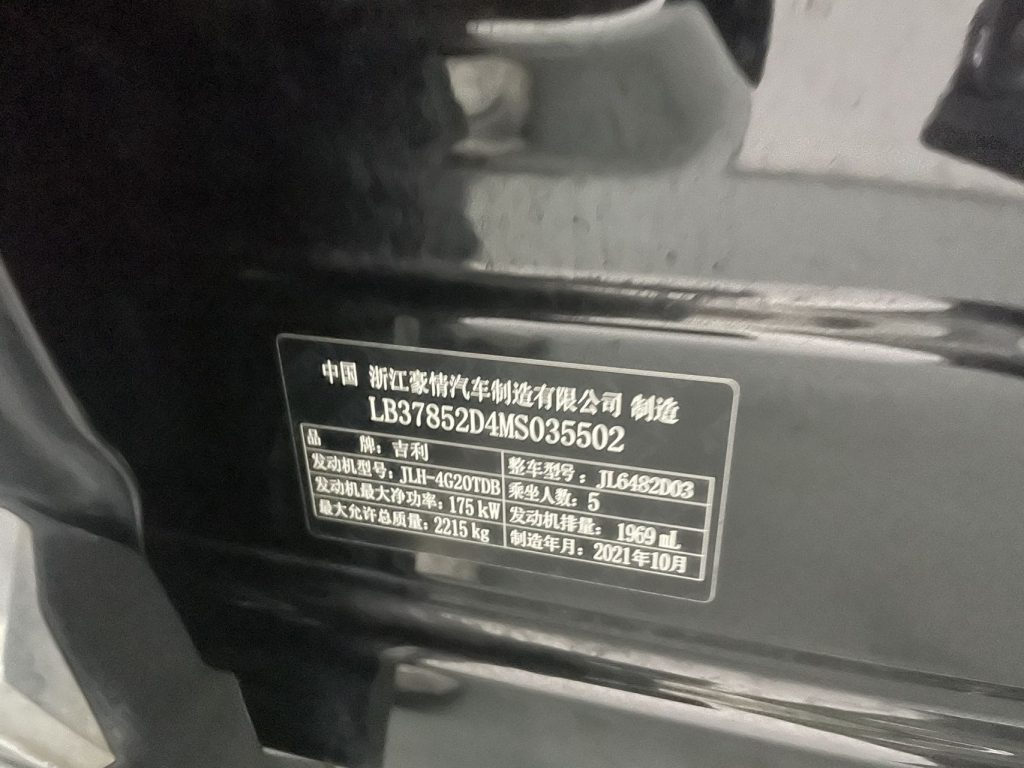 中国 浙江豪情汽车制造有限公司 制造
LB37852D4MS035502
品 牌：吉利
整车型号：JL6482D03
发动机型号：JLH-4G20TDB
乘坐人数：5
发动机最大净功率：175 kW
发动机排量：1969 mL
最大允许总质量：2215 kg
制造年月：2021年10月